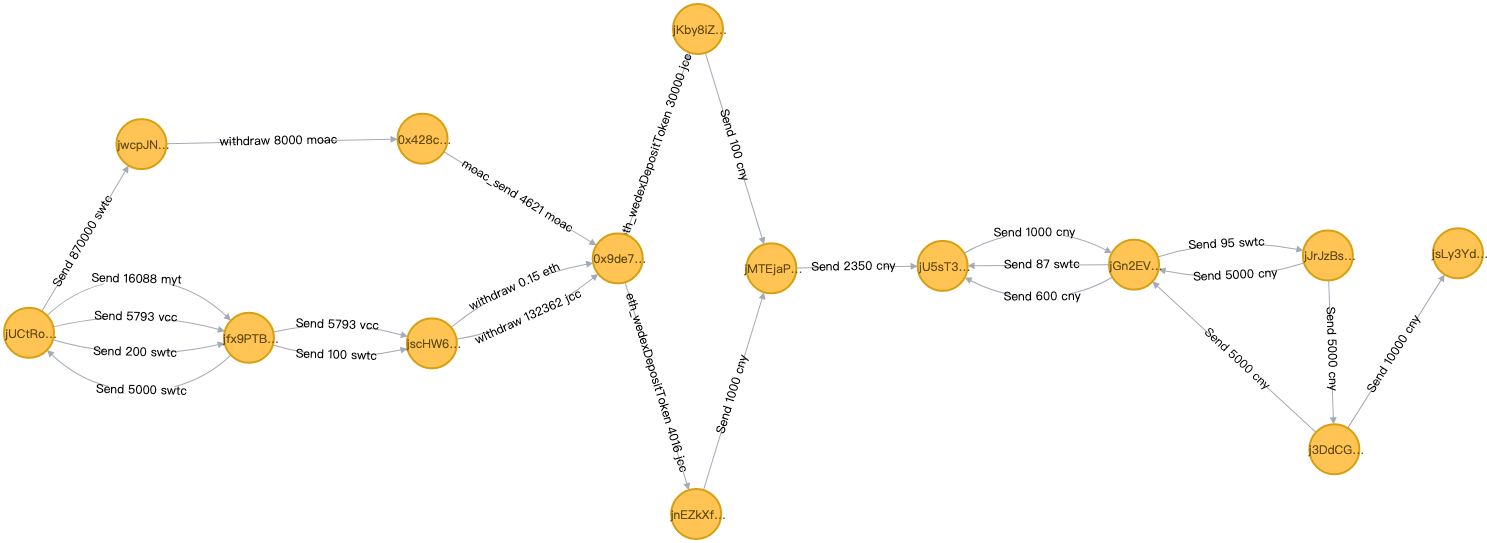 jKby8iZ...
eth_wedexDepositToken 30000 jcc
Send 100 cny
jwcpJN...
withdraw 8000 moac
0x428c...
Send 870000 swtc
moac_send 4621 moac
0x9de7...
withdraw 0.15 eth
withdraw 132362 jcc
jUCtRo...
Send 16088 myt
Send 5793 vcc
Send 200 swtc
Send 5000 swtc
jfx9PTB...
Send 5793 vcc
Send 100 swtc
jscHW6...
eth_wedexDepositToken 4016 jcc
Send 1000 cny
jnEZkXf...
jMTEjaP...
Send 2350 cny
jU5sT3...
Send 1000 cny
Send 87 swtc
Send 600 cny
jGn2EV...
Send 95 swtc
Send 5000 cny
jJrJzBs...
Send 5000 cny
Send 5000 cny
j3DdCG...
Send 10000 cny
jsLy3Yd...